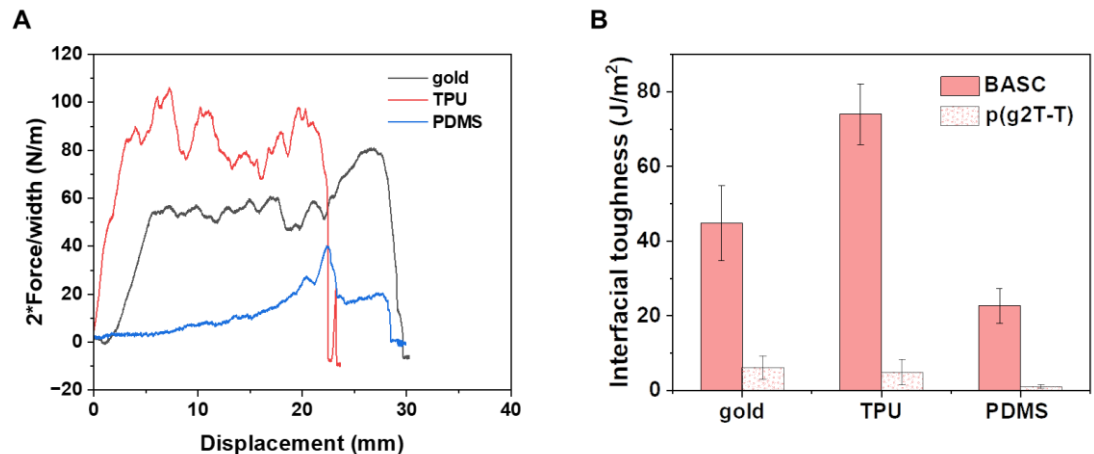 A
120
100
80
60
40
20
0
−20
0
10
20
30
40
2*Force/width (N/m)
Displacement (mm)
gold
TPU
PDMS
B
80
60
40
20
0
gold
TPU
PDMS
Interfacial toughness (J/m²)
BASC
p(g2T-T)